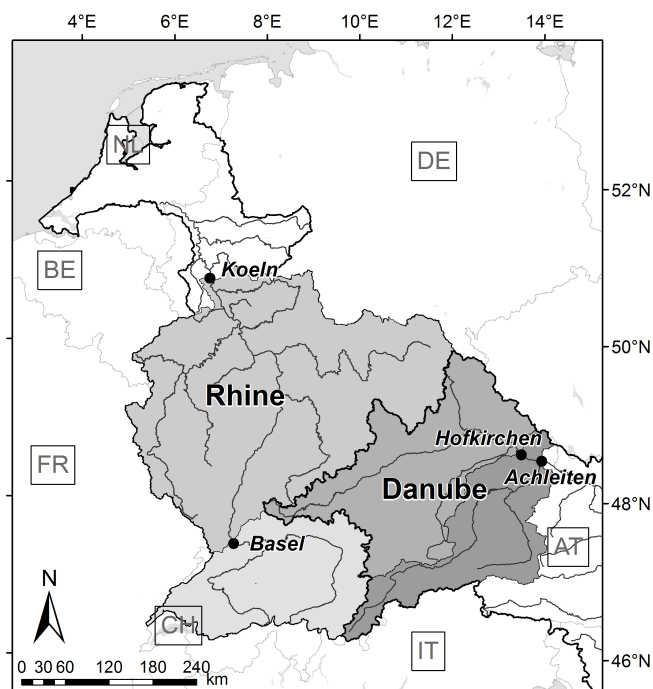 4°E 6°E 8°E 10°E 12°E 14°E
NL
DE
52°N
BE
Koeln
50°N
Rhine
Hofkirchen
FR
Achleiten
Danube
48°N
Basel
AT
N
CH
IT
46°N
0 30 60 120 180 240 km